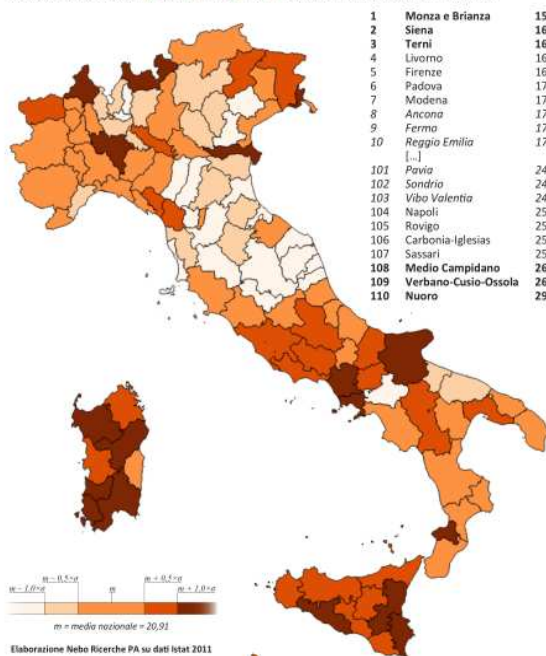 1 Monza e Brianza 15
2 Siena 16
3 Terni 16
4 Livorno 16
5 Firenze 16
6 Padova 17
7 Modena 17
8 Ancona 17
9 Fermo 17
10 Reggio Emilia 17
[...]
101 Pavia 24
102 Sondrio 24
103 Vibo Valentia 24
104 Napoli 25
105 Rovigo 25
106 Carbonia-Iglesias 25
107 Sassari 25
108 Medio Campidano 26
109 Verbano-Cusio-Ossola 26
110 Nuoro 29
m − 0,5×σ m + 0,5×σ
m − 1,0×σ m m + 1,0×σ
m = media nazionale = 20,91
Elaborazione Nebo Ricerche PA su dati Istat 2011